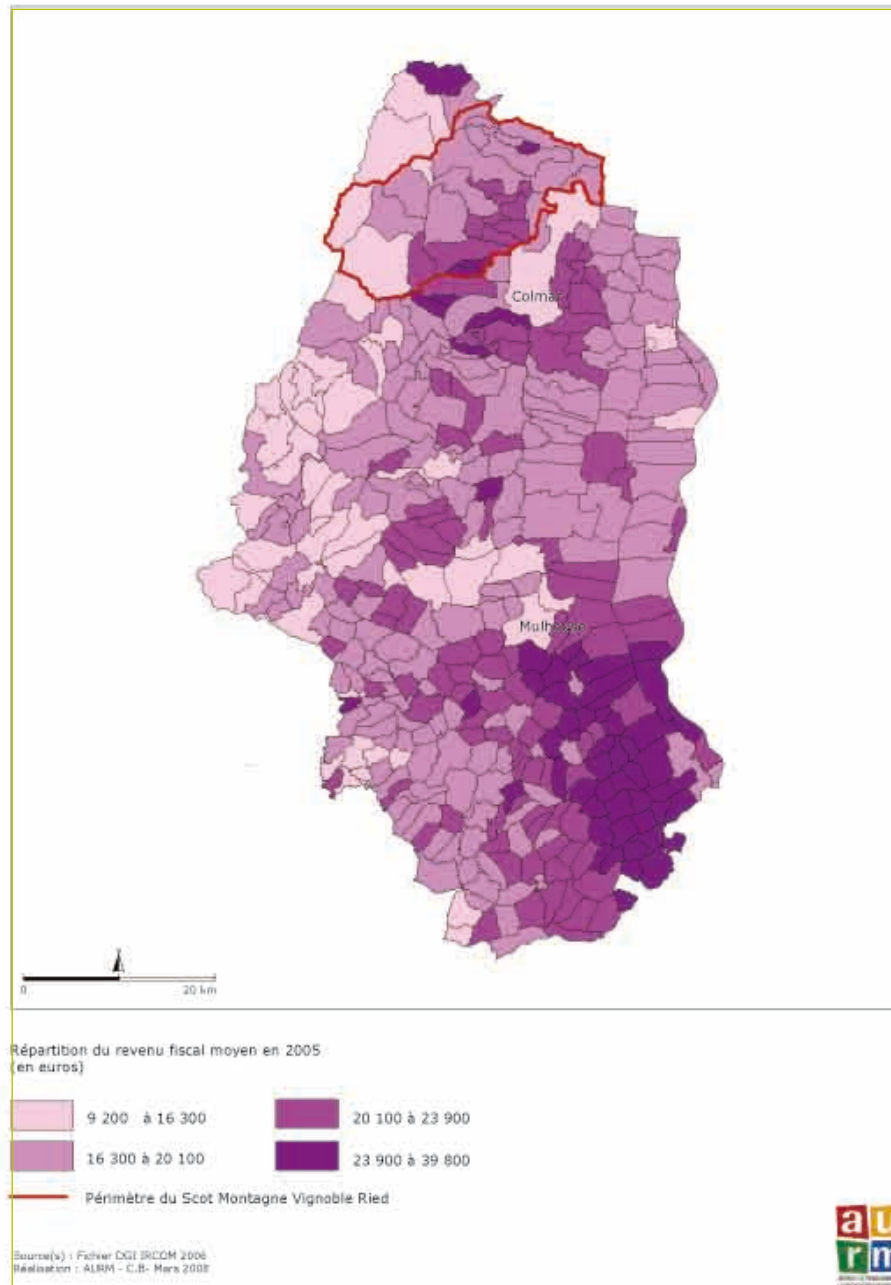 Colmar
Mulhouse
0 20 km
Répartition du revenu fiscal moyen en 2005
(en euros)
9 200 à 16 300
20 100 à 23 900
16 300 à 20 100
23 900 à 39 800
Périmètre du Scot Montagne Vignoble Ried
Source(s) : Fichier DGI IRCOM 2006
Réalisation : AURM - C.B- Mars 2008
au
rm